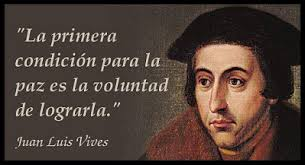 "La primera
condición para la
paz es la voluntad
de lograrla."
Juan Luis Vives